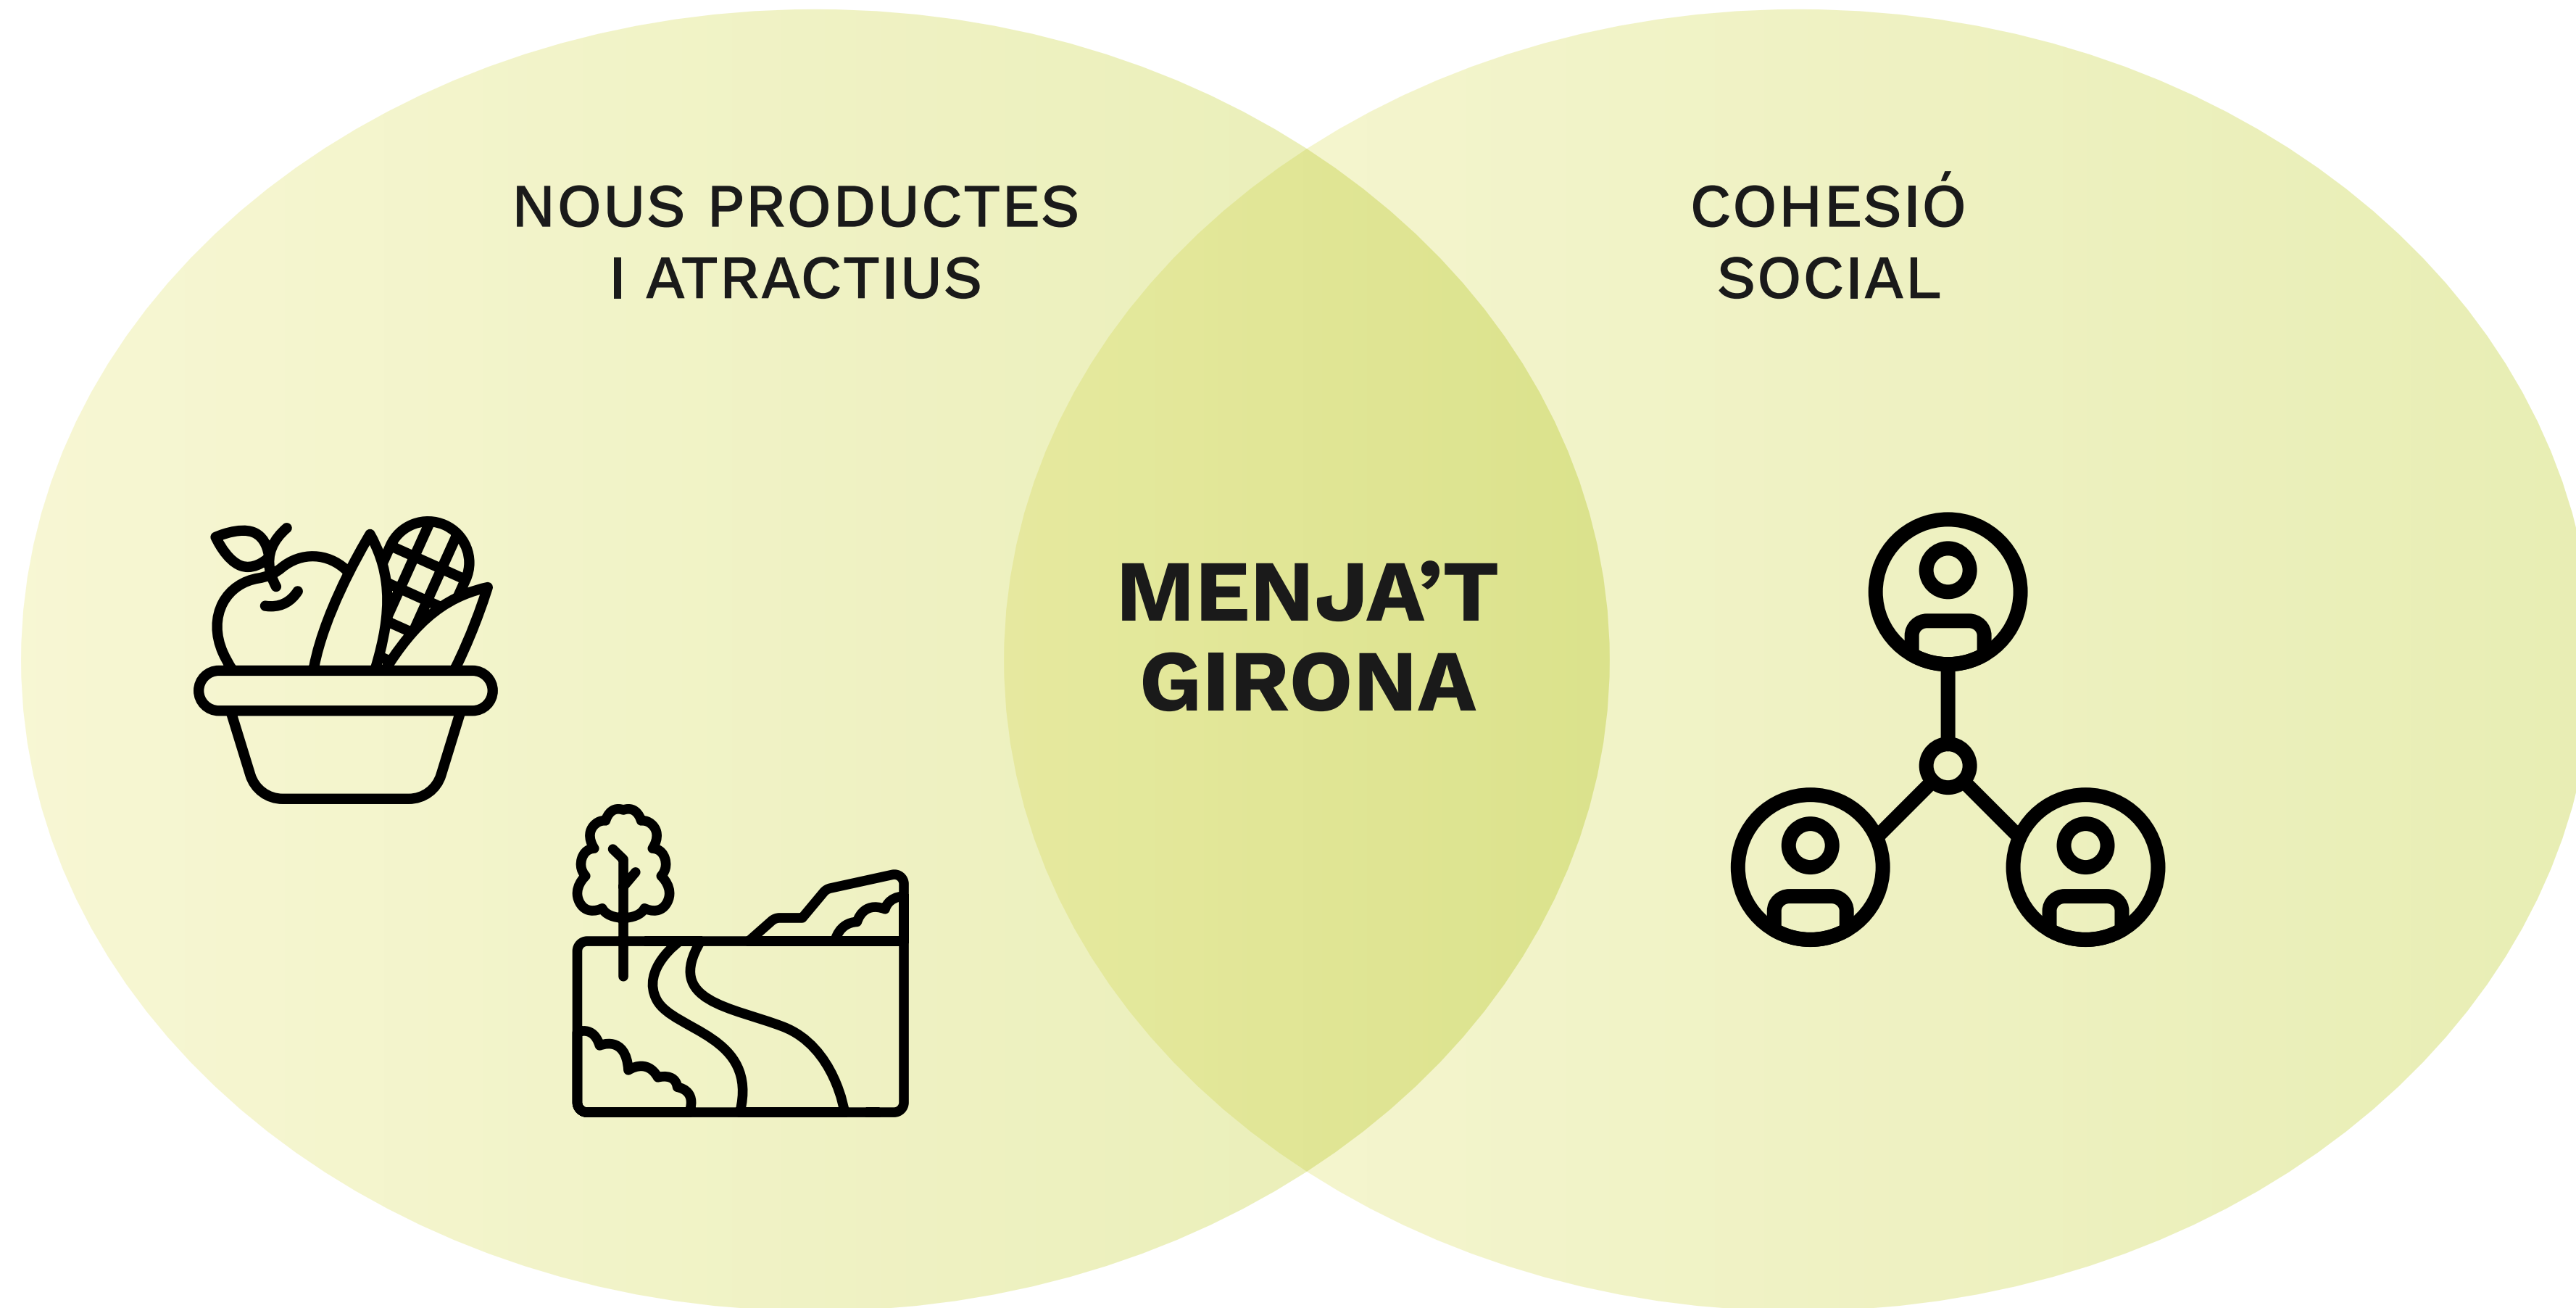 NOUS PRODUCTES
I ATRACTIUS
COHESIÓ
SOCIAL
MENJA’T
GIRONA